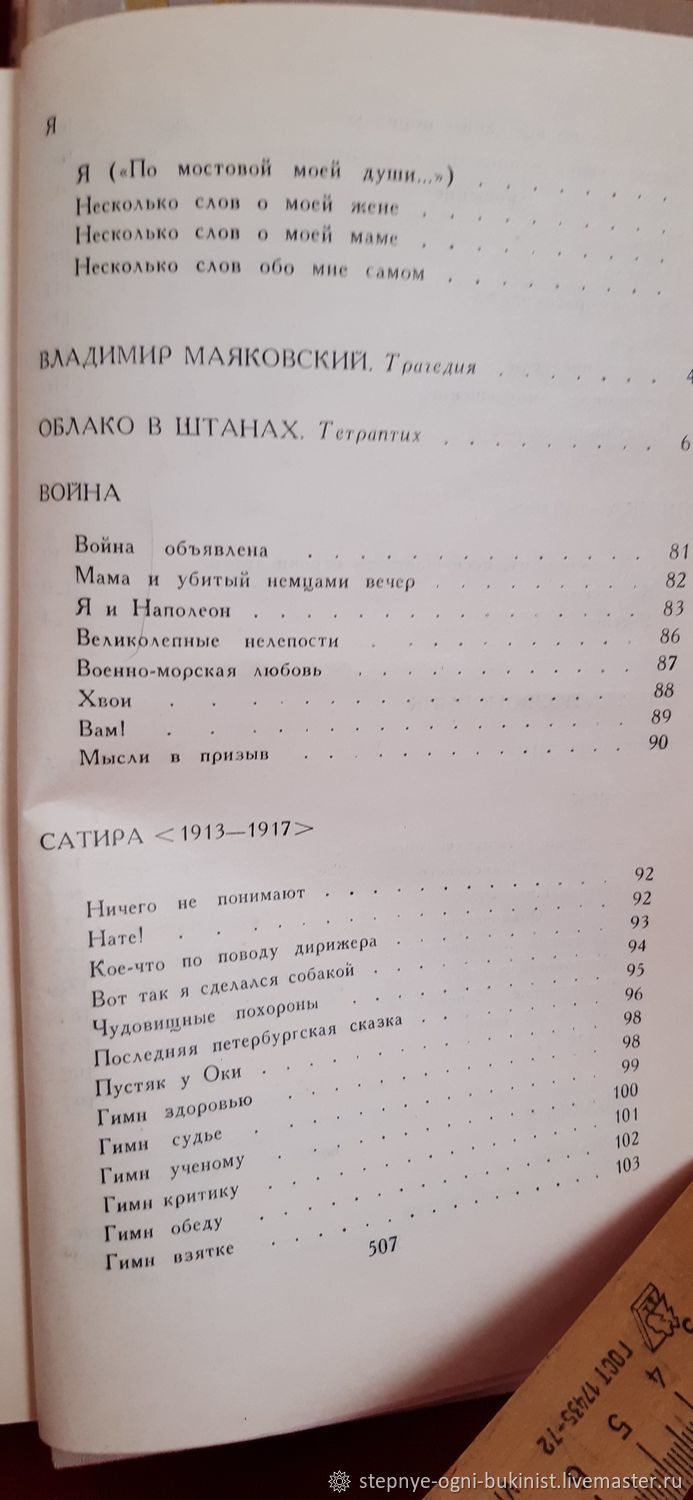 Я
Я («По мостовой моей души...») . . . . . . .
Несколько слов о моей жене . . . . . . . .
Несколько слов о моей маме . . . . . . . .
Несколько слов обо мне самом . . . . . . .
ВЛАДИМИР МАЯКОВСКИЙ. Трагедия . . . . . . . 4
ОБЛАКО В ШТАНАХ. Тетраптих . . . . . . . . . 6
ВОЙНА
Война объявлена . . . . . . . . . . . . . 81
Мама и убитый немцами вечер . . . . . . . . 82
Я и Наполеон . . . . . . . . . . . . . . . 83
Великолепные нелепости . . . . . . . . . . 86
Военно-морская любовь . . . . . . . . . . . 87
Хвои . . . . . . . . . . . . . . . . 88
Вам! . . . . . . . . . . . . . . . . 89
Мысли в призыв . . . . . . . . . . . . 90
САТИРА <1913—1917>
Ничего не понимают . . . . . . . . . . . . 92
Нате! . . . . . . . . . . . . . . . . . . 92
Кое-что по поводу дирижера . . . . . . . . . 93
Вот так я сделался собакой . . . . . . . . . 94
Чудовищные похороны . . . . . . . . . . . 95
Последняя петербургская сказка . . . . . . . 96
Пустяк у Оки . . . . . . . . . . . . . . 98
Гимн здоровью . . . . . . . . . . . . . 98
Гимн судье . . . . . . . . . . . . . . 99
Гимн ученому . . . . . . . . . . . . . 100
Гимн критику . . . . . . . . . . . . . 101
Гимн обеду . . . . . . . . . . . . . . 102
Гимн взятке . . . . . . . . . . . . . 103
507
ГОСТ 17435-72
3
4
5
6
stepnye-ogni-bukinist.livemaster.ru